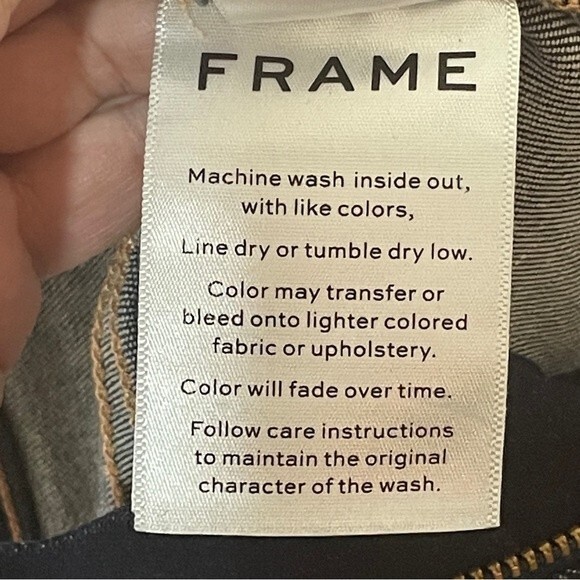 FRAME
Machine wash inside out,
with like colors,
Line dry or tumble dry low.
Color may transfer or
bleed onto lighter colored
fabric or upholstery.
Color will fade over time.
Follow care instructions
to maintain the original
character of the wash.